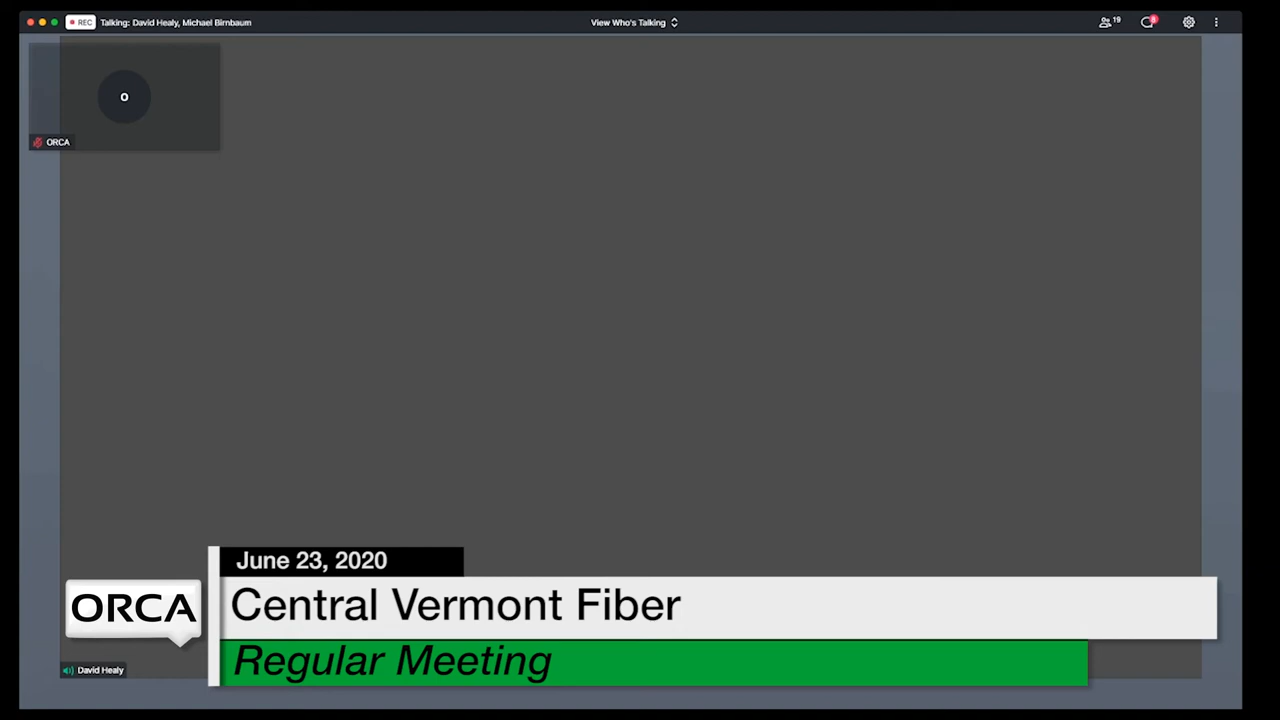 REC
Talking: David Healy, Michael Birnbaum
View Who's Talking
19
8
O
ORCA
June 23, 2020
ORCA
Central Vermont Fiber
Regular Meeting
David Healy